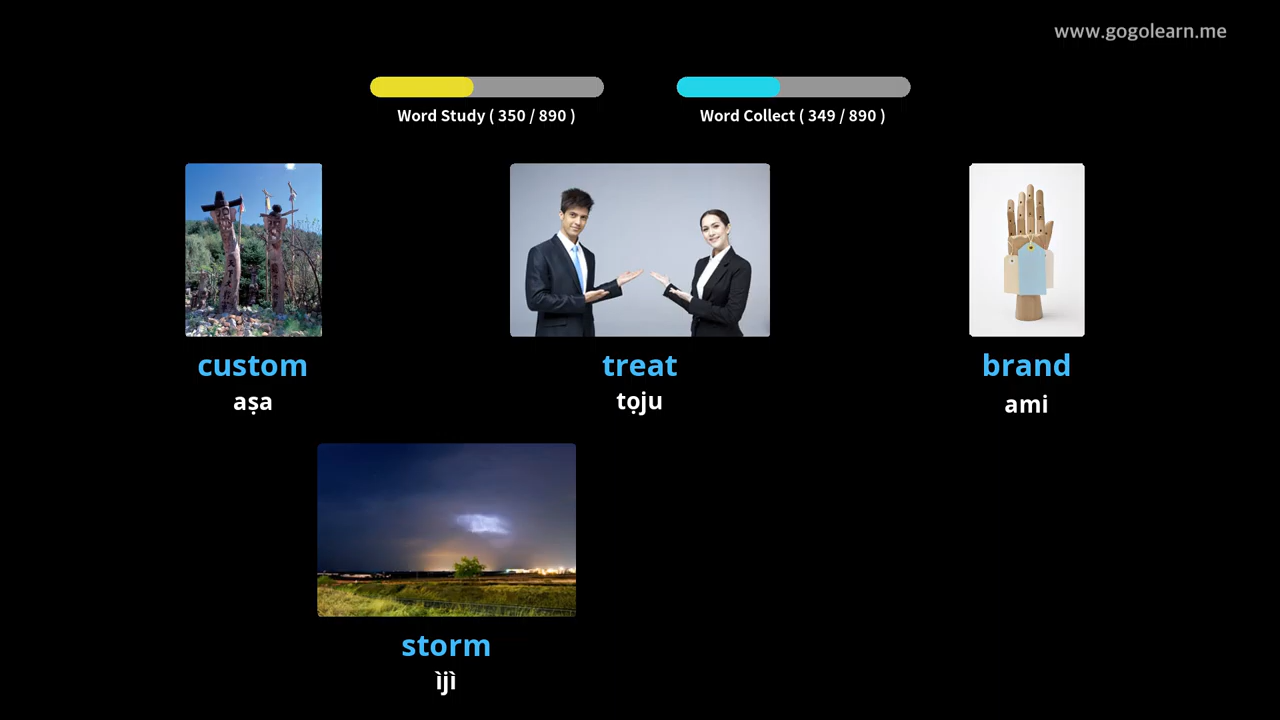 www.gogolearn.me
Word Study ( 350 / 890 )
Word Collect ( 349 / 890 )
custom
aṣa
treat
tọju
brand
ami
storm
ìjì